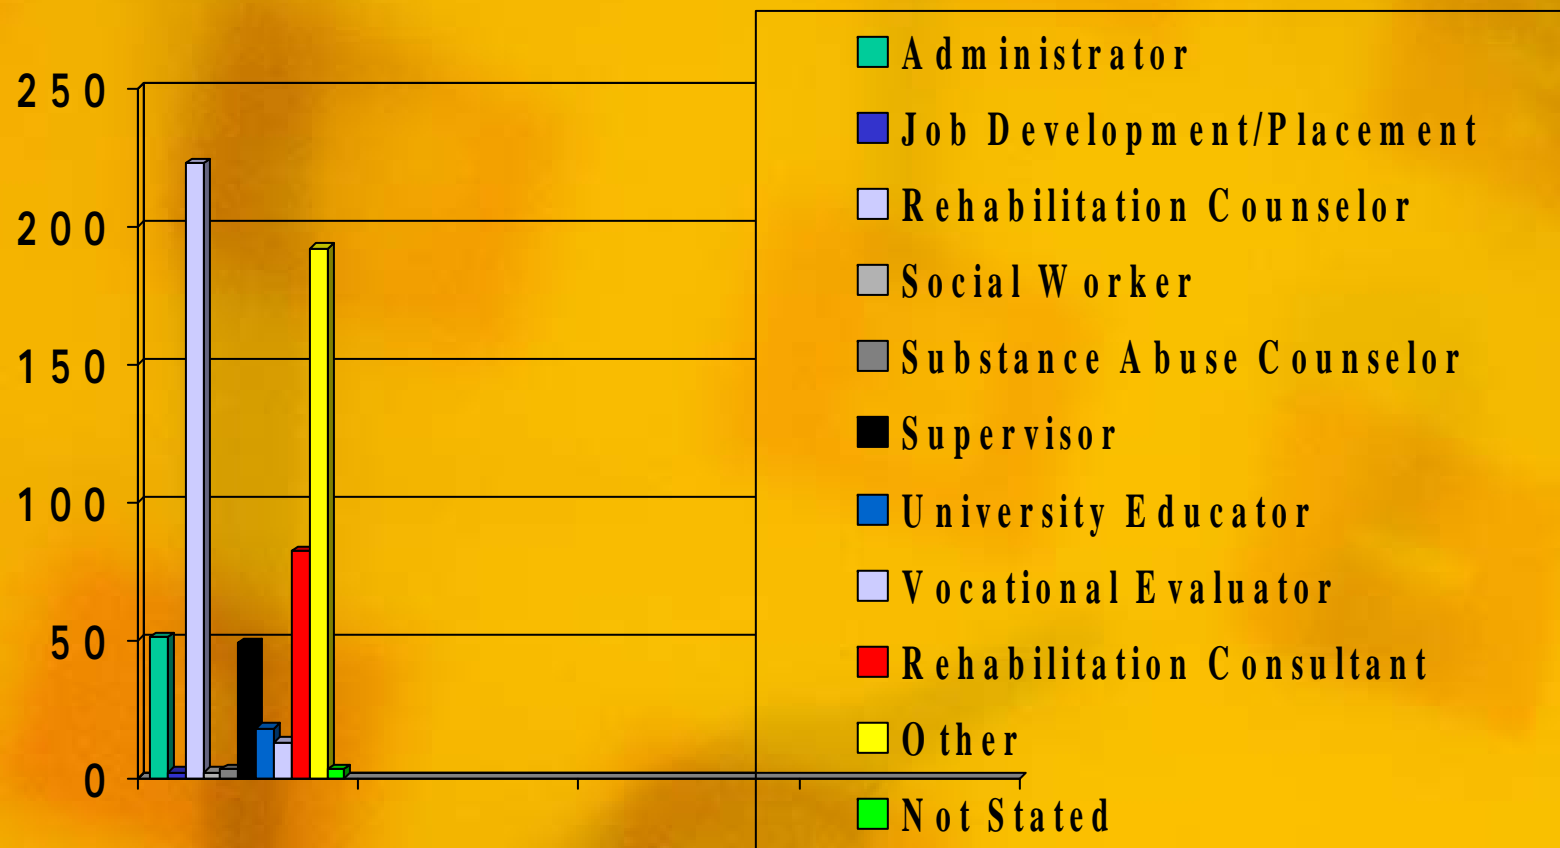 250
200
150
100
50
0
Administrator
Job Development/Placement
Rehabilitation Counselor
Social Worker
Substance Abuse Counselor
Supervisor
University Educator
Vocational Evaluator
Rehabilitation Consultant
Other
Not Stated